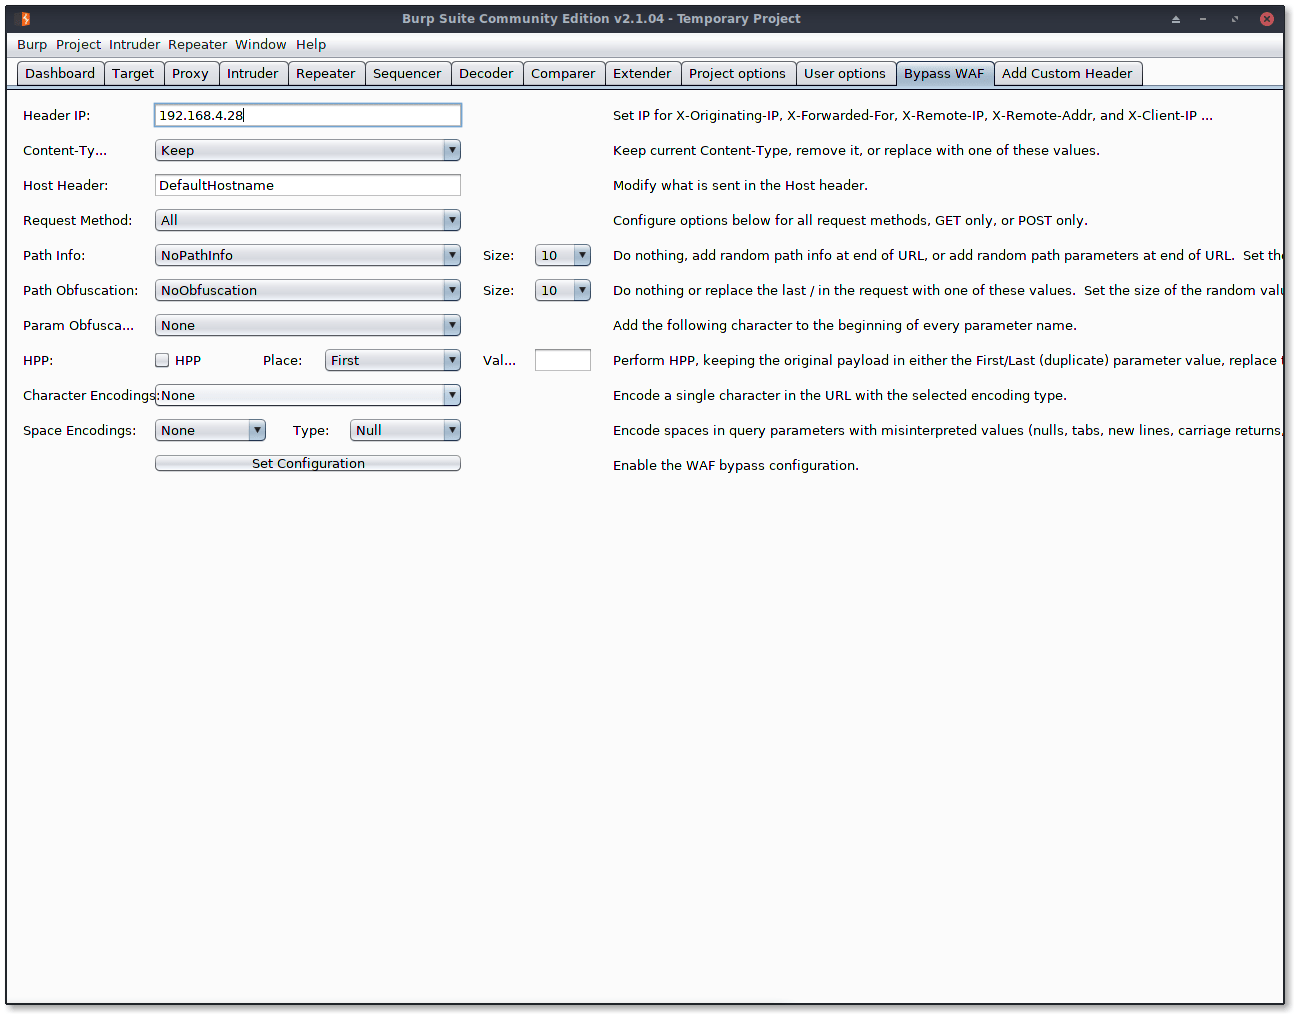 Burp Suite Community Edition v2.1.04 - Temporary Project
Burp Project Intruder Repeater Window Help
Dashboard Target Proxy Intruder Repeater Sequencer Decoder Comparer Extender Project options User options Bypass WAF Add Custom Header
Header IP: 192.168.4.28 Set IP for X-Originating-IP, X-Forwarded-For, X-Remote-IP, X-Remote-Addr, and X-Client-IP ...
Content-Ty... Keep Keep current Content-Type, remove it, or replace with one of these values.
Host Header: DefaultHostname Modify what is sent in the Host header.
Request Method: All Configure options below for all request methods, GET only, or POST only.
Path Info: NoPathInfo Size: 10 Do nothing, add random path info at end of URL, or add random path parameters at end of URL. Set the
Path Obfuscation: NoObfuscation Size: 10 Do nothing or replace the last / in the request with one of these values. Set the size of the random valu
Param Obfusca... None Add the following character to the beginning of every parameter name.
HPP: HPP Place: First Val... Perform HPP, keeping the original payload in either the First/Last (duplicate) parameter value, replace t
Character Encodings: None Encode a single character in the URL with the selected encoding type.
Space Encodings: None Type: Null Encode spaces in query parameters with misinterpreted values (nulls, tabs, new lines, carriage returns,
Set Configuration Enable the WAF bypass configuration.